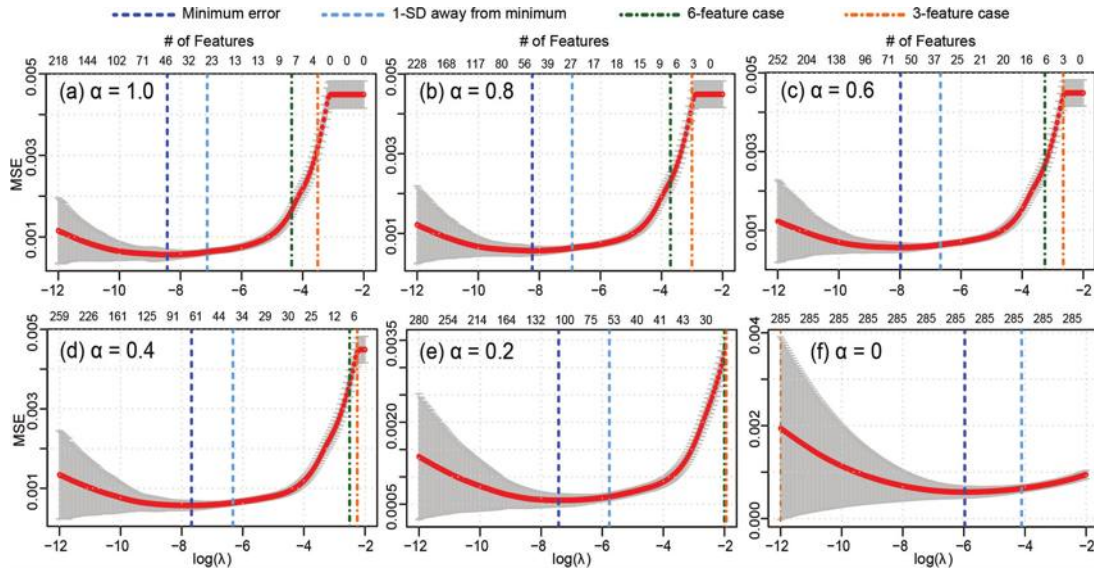 Minimum error 1-SD away from minimum 6-feature case 3-feature case
# of Features # of Features # of Features
218 144 102 71 46 32 23 13 13 9 7 4 0 0 0
228 168 117 80 56 39 27 17 18 15 9 6 3 0
252 204 138 96 71 50 37 25 21 20 16 6 3 0
(a) α = 1.0 (b) α = 0.8 (c) α = 0.6
MSE
0.005 0.003 0.001
0.005 0.003 0.001
0.005 0.003 0.001
−12 −10 −8 −6 −4 −2
−12 −10 −8 −6 −4 −2
−12 −10 −8 −6 −4 −2
259 226 161 125 91 61 44 34 29 30 25 12 6
280 254 214 164 132 100 75 53 40 41 43 30
285 285 285 285 285 285 285 285 285 285
(d) α = 0.4 (e) α = 0.2 (f) α = 0
MSE
0.005 0.003 0.001
0.0035 0.0020 0.0005
0.004 0.002 0.000
−12 −10 −8 −6 −4 −2
−12 −10 −8 −6 −4 −2
−12 −10 −8 −6 −4 −2
log(λ) log(λ) log(λ)